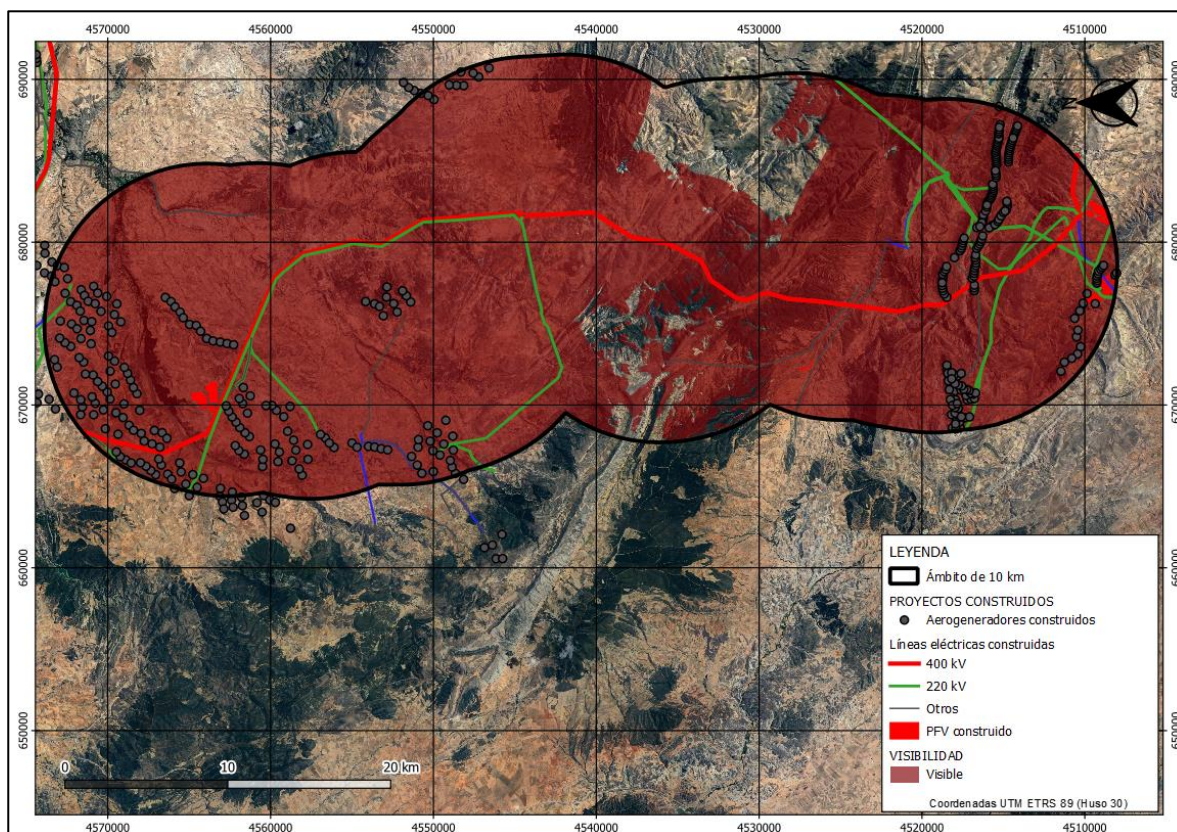 4570000 4560000 4550000 4540000 4530000 4520000 4510000
690000 690000
N
680000 680000
670000 670000
660000 660000
650000 650000
LEYENDA
Ámbito de 10 km
PROYECTOS CONSTRUIDOS
Aerogeneradores construidos
Líneas eléctricas construidas
400 kV
220 kV
Otros
PFV construido
VISIBILIDAD
Visible
Coordenadas UTM ETRS 89 (Huso 30)
0 10 20 km
4570000 4560000 4550000 4540000 4530000 4520000 4510000